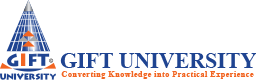 GIFT
UNIVERSITY
GIFT UNIVERSITY
Converting Knowledge into Practical Experience